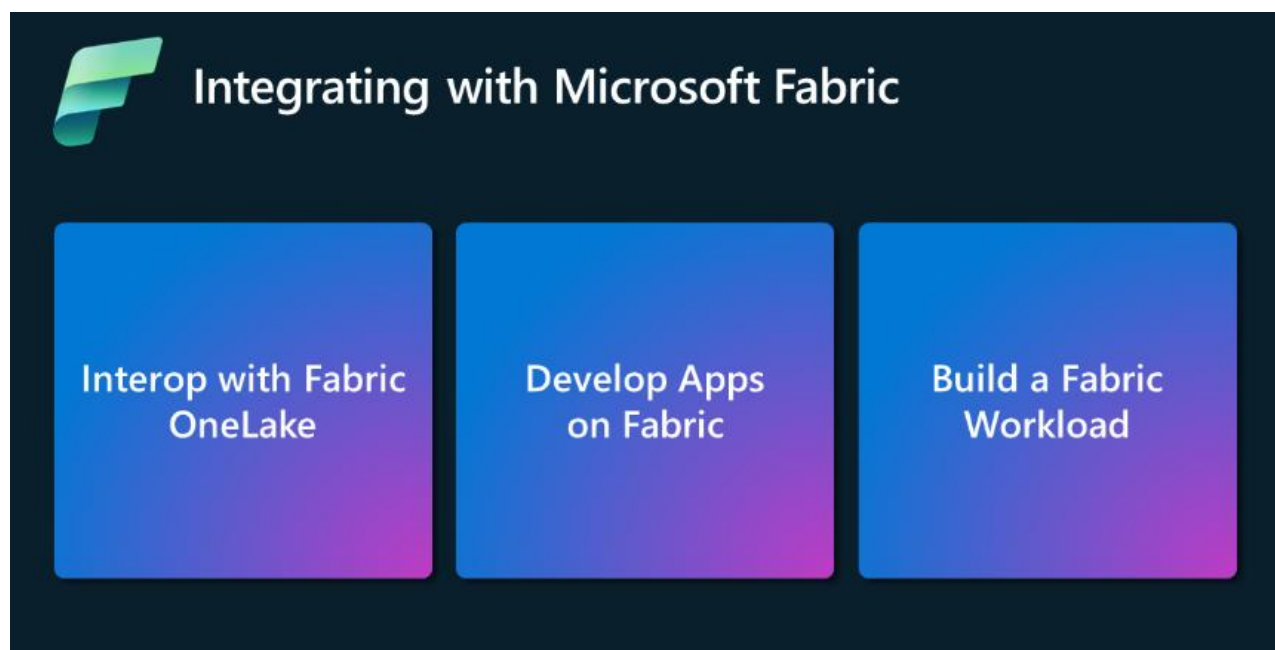 Integrating with Microsoft Fabric
Interop with Fabric
OneLake
Develop Apps
on Fabric
Build a Fabric
Workload